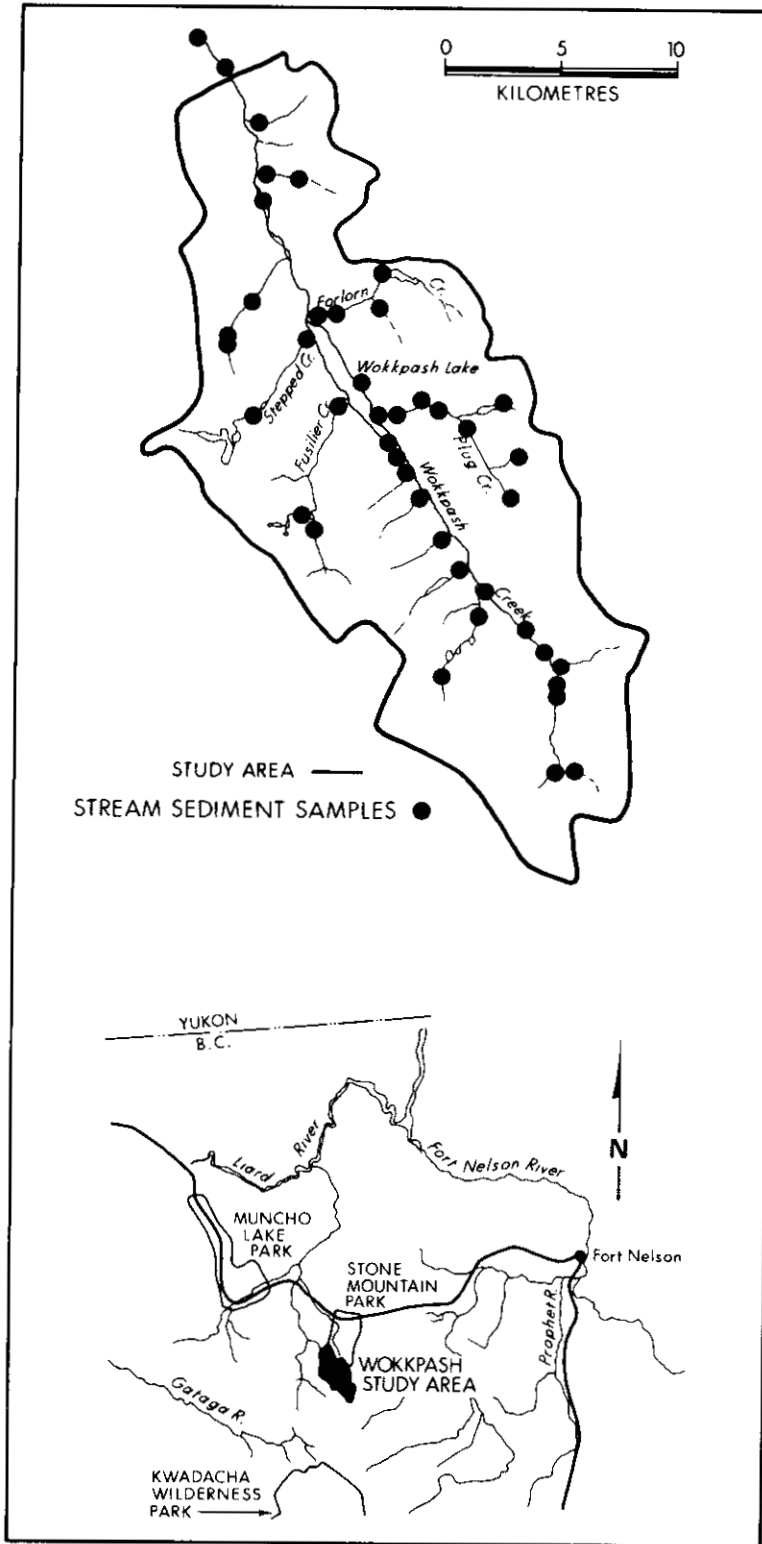 0 5 10
KILOMETRES
Forlorn Cr.
Wokkpash Lake
Stepped Cr.
Fusilier Cr.
Plug Cr.
Wokkpash Creek
STUDY AREA
STREAM SEDIMENT SAMPLES
YUKON
B.C.
Liard River
Fort Nelson River
N
MUNCHO
LAKE
PARK
Fort Nelson
STONE
MOUNTAIN
PARK
Prophet R.
WOKKPASH
STUDY AREA
Gataga R.
KWADACHA
WILDERNESS
PARK